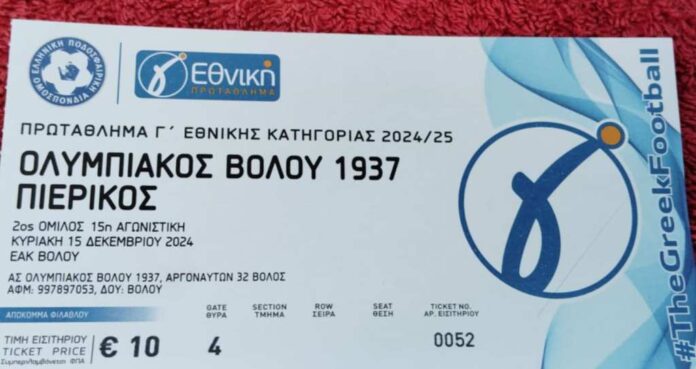 ΕΛΛΗΝΙΚΗ ΠΟΔΟΣΦΑΙΡΙΚΗ ΟΜΟΣΠΟΝΔΙΑ
γ Εθνική
ΠΡΩΤΑΘΛΗΜΑ
ΠΡΩΤΑΘΛΗΜΑ Γ΄ ΕΘΝΙΚΗΣ ΚΑΤΗΓΟΡΙΑΣ 2024/25
ΟΛΥΜΠΙΑΚΟΣ ΒΟΛΟΥ 1937
ΠΙΕΡΙΚΟΣ
2ος ΟΜΙΛΟΣ 15η ΑΓΩΝΙΣΤΙΚΗ
ΚΥΡΙΑΚΗ 15 ΔΕΚΕΜΒΡΙΟΥ 2024
ΕΑΚ ΒΟΛΟΥ
ΑΣ ΟΛΥΜΠΙΑΚΟΣ ΒΟΛΟΥ 1937, ΑΡΓΟΝΑΥΤΩΝ 32 ΒΟΛΟΣ
ΑΦΜ: 997897053, ΔΟΥ: ΒΟΛΟΥ
ΑΠΟΚΟΜΜΑ ΦΙΛΑΘΛΟΥ
GATE SECTION ROW SEAT TICKET NO.
ΘΥΡΑ ΤΜΗΜΑ ΣΕΙΡΑ ΘΕΣΗ ΑΡ. ΕΙΣΙΤΗΡΙΟΥ
ΤΙΜΗ ΕΙΣΙΤΗΡΙΟΥ
TICKET PRICE
Συμπεριλαμβάνεται ΦΠΑ
€ 10 4 0052
#TheGreekFootball